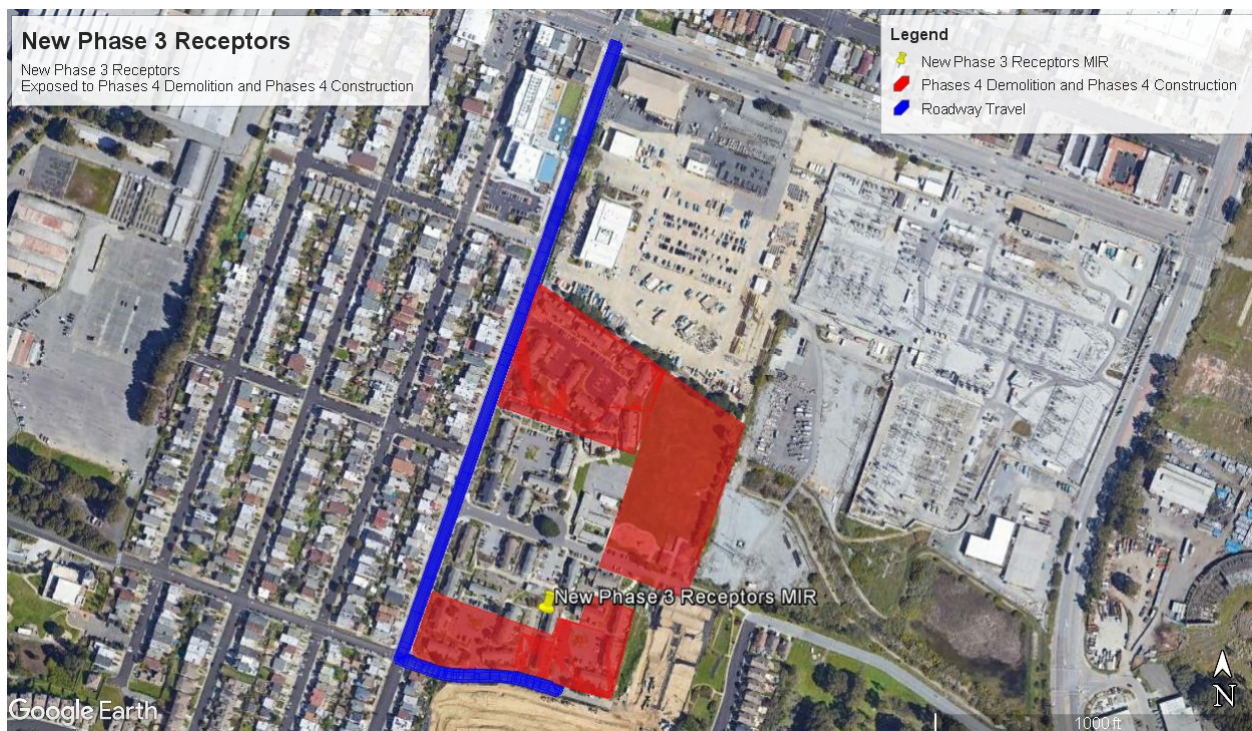 New Phase 3 Receptors
New Phase 3 Receptors
Exposed to Phases 4 Demolition and Phases 4 Construction
Legend
New Phase 3 Receptors MIR
Phases 4 Demolition and Phases 4 Construction
Roadway Travel
New Phase 3 Receptors MIR
Google Earth
N
1000 ft